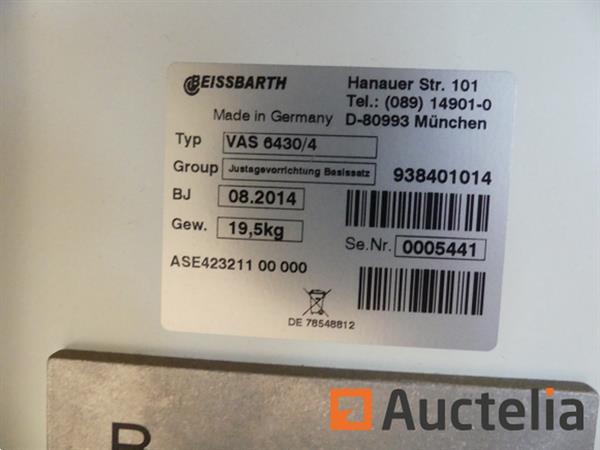 BEISSBARTH
Hanauer Str. 101
Tel.: (089) 14901-0
Made in Germany
D-80993 München
Typ VAS 6430/4
Group Justagevorrichtung Basissatz 938401014
BJ 08.2014
Gew. 19,5kg
Se.Nr. 0005441
ASE423211 00 000
DE 78548812
Auctelia